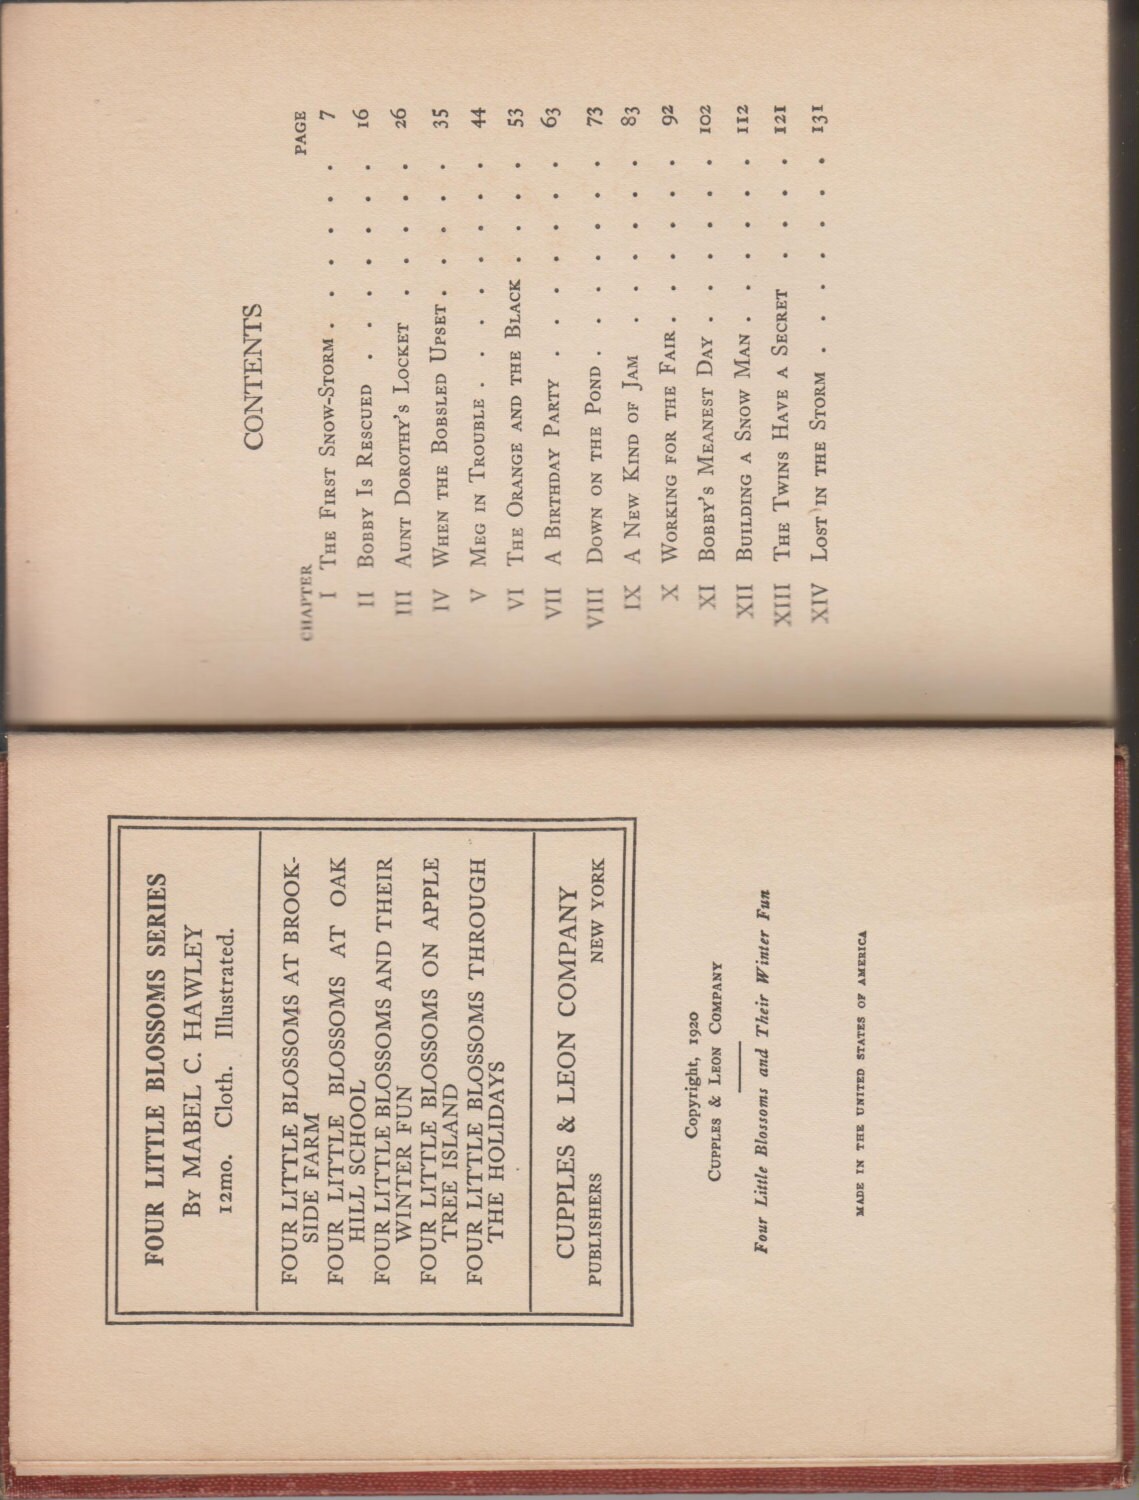 FOUR LITTLE BLOSSOMS SERIES
By MABEL C. HAWLEY
12mo. Cloth. Illustrated.
FOUR LITTLE BLOSSOMS AT BROOK-
SIDE FARM
FOUR LITTLE BLOSSOMS AT OAK
HILL SCHOOL
FOUR LITTLE BLOSSOMS AND THEIR
WINTER FUN
FOUR LITTLE BLOSSOMS ON APPLE
TREE ISLAND
FOUR LITTLE BLOSSOMS THROUGH
THE HOLIDAYS
CUPPLES & LEON COMPANY
PUBLISHERS NEW YORK
Copyright, 1920
Cupples & Leon Company
Four Little Blossoms and Their Winter Fun
MADE IN THE UNITED STATES OF AMERICA
CONTENTS
CHAPTER PAGE
I The First Snow-Storm . . . . . . 7
II Bobby Is Rescued . . . . . . . 16
III Aunt Dorothy's Locket . . . . . 26
IV When the Bobsled Upset . . . . . 35
V Meg in Trouble . . . . . . . . 44
VI The Orange and the Black . . . . 53
VII A Birthday Party . . . . . . . 63
VIII Down on the Pond . . . . . . . 73
IX A New Kind of Jam . . . . . . 83
X Working for the Fair . . . . . . 92
XI Bobby's Meanest Day . . . . . . 102
XII Building a Snow Man . . . . . . 112
XIII The Twins Have a Secret . . . . 121
XIV Lost in the Storm . . . . . . . 131